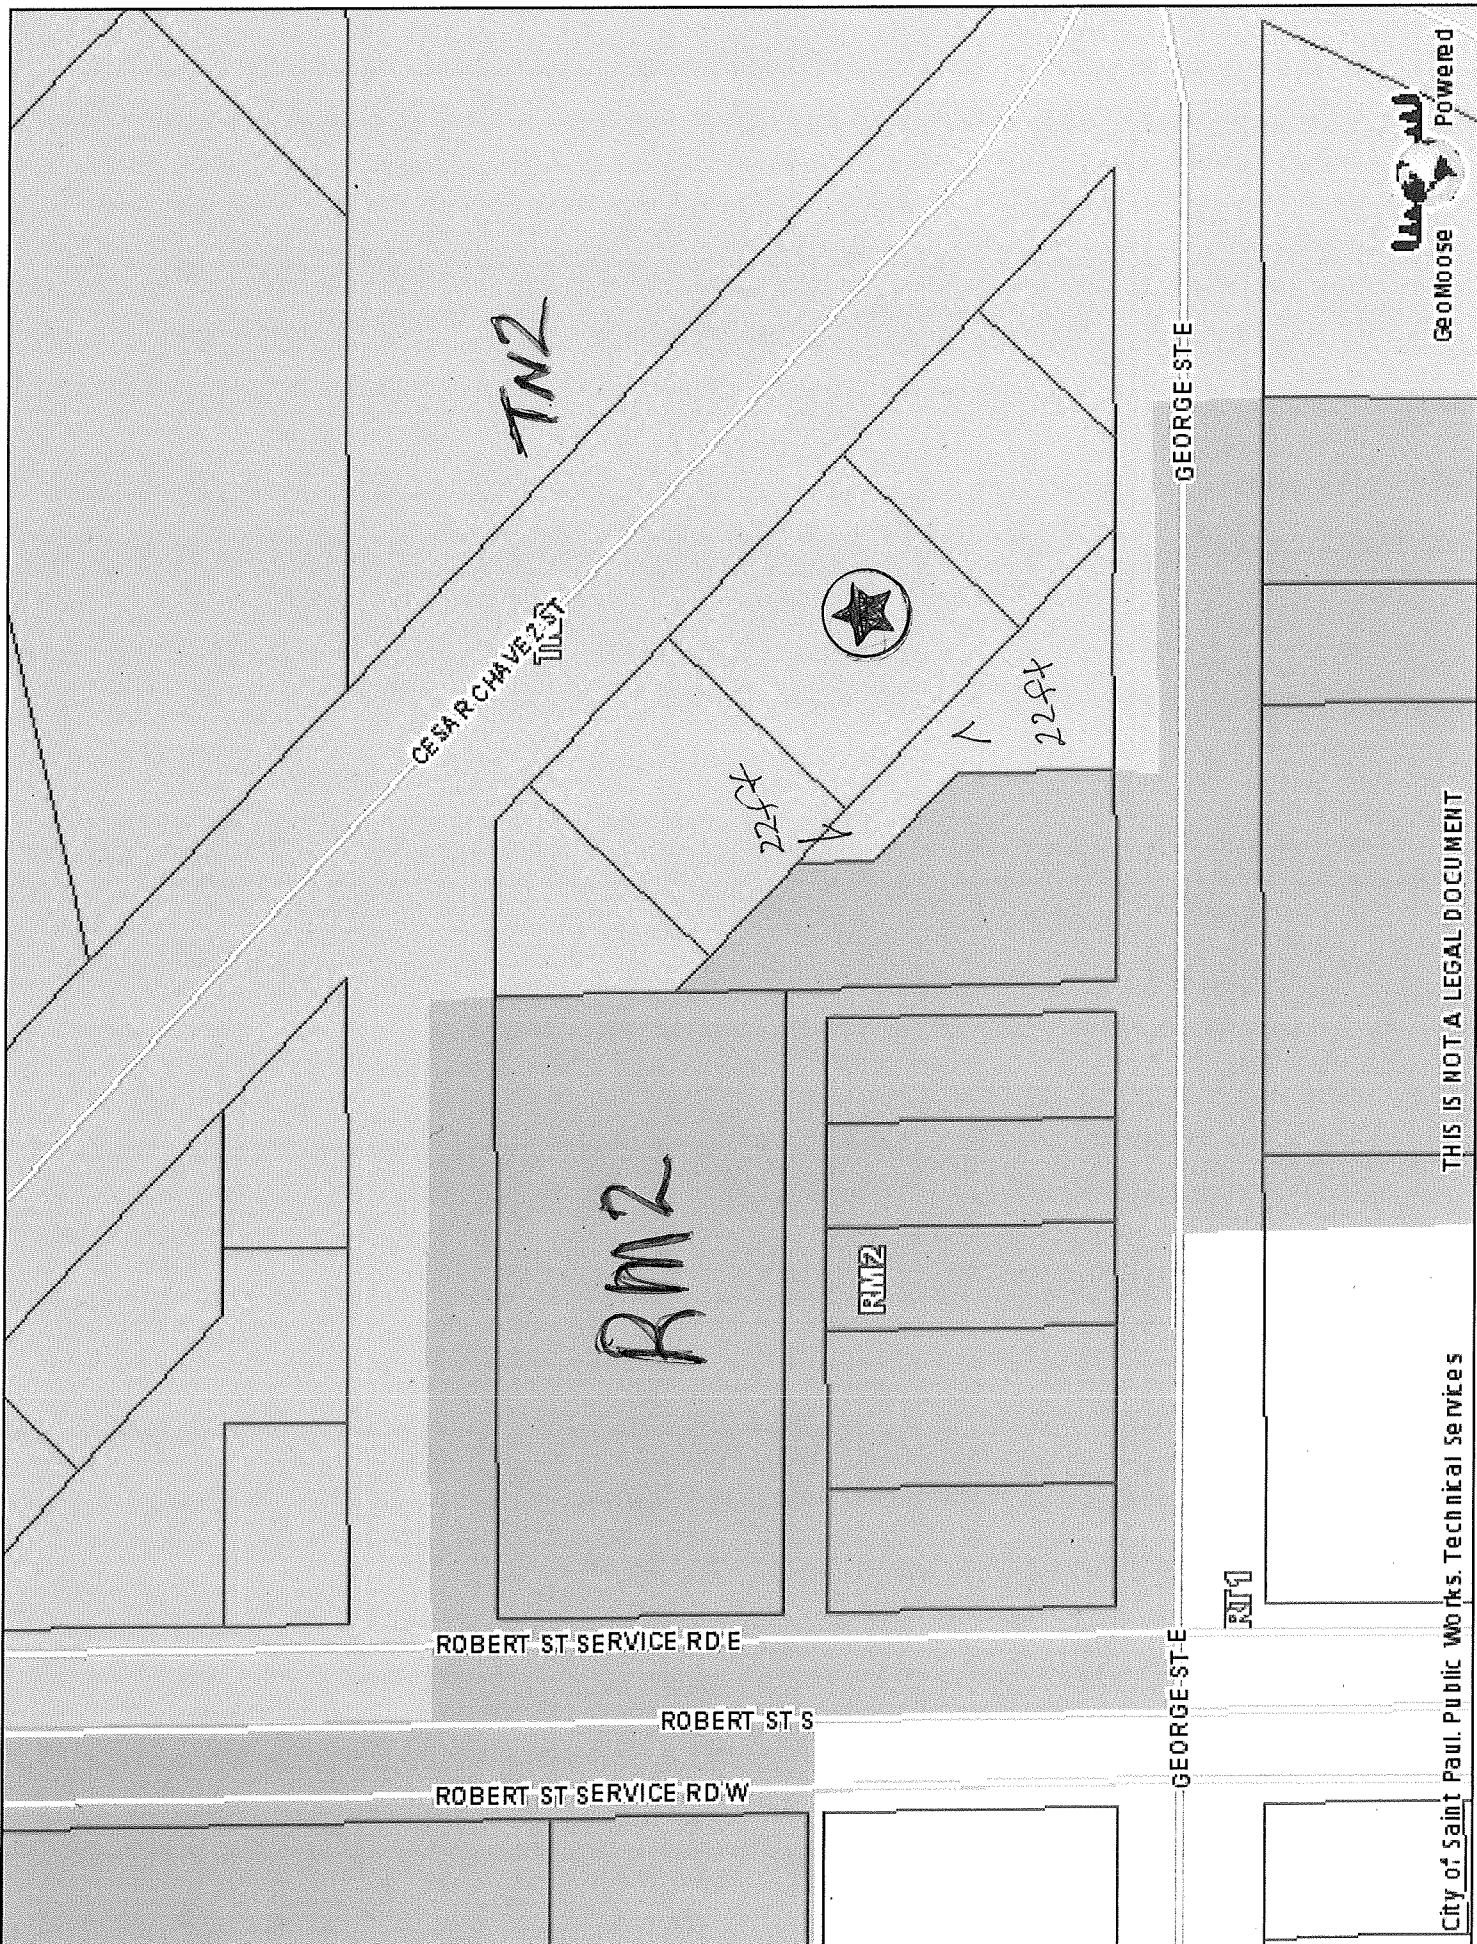 TN2
CESAR CHAVEZ ST
22 ft
22 ft
RM2
RM2
RT1
GEORGE ST E
GEORGE ST E
ROBERT ST SERVICE RD E
ROBERT ST S
ROBERT ST SERVICE RD W
GeoMoose Powered
THIS IS NOT A LEGAL DOCUMENT
City of Saint Paul. Public Works. Technical Services